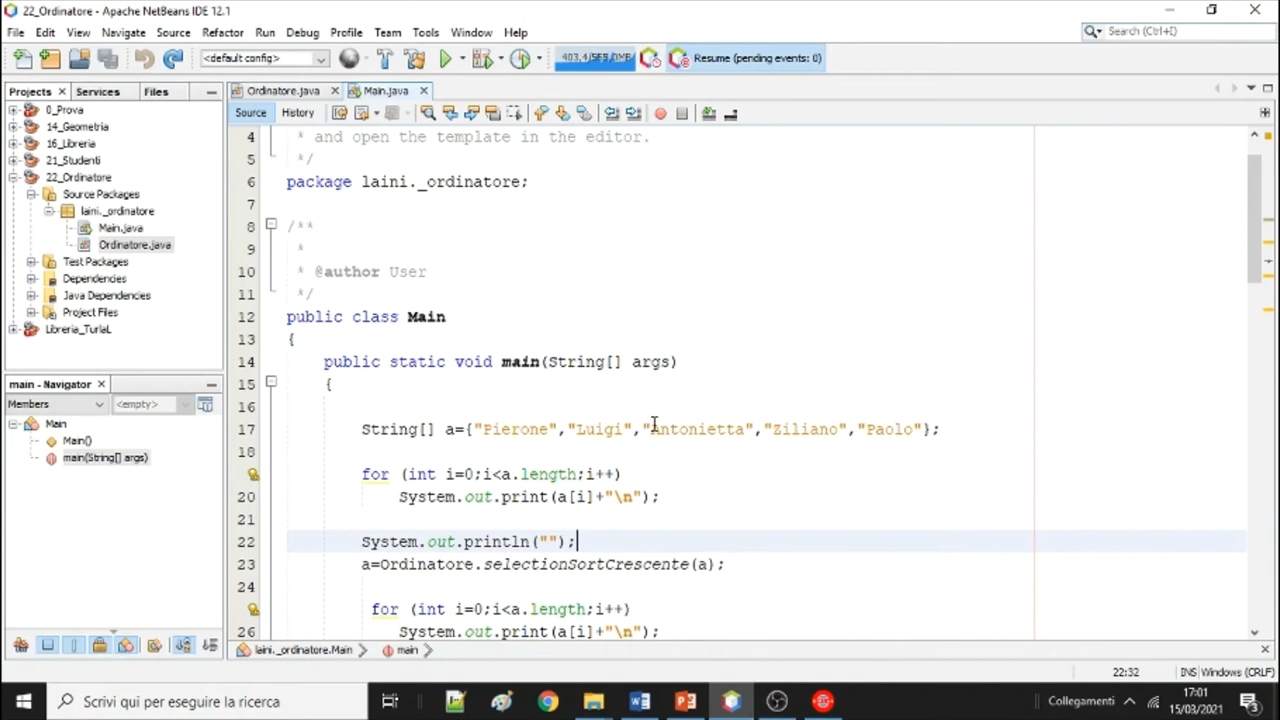 22_Ordinatore - Apache NetBeans IDE 12.1
File Edit View Navigate Source Refactor Run Debug Profile Team Tools Window Help
Search (Ctrl+I)
<default config>
Resume (pending events: 0)
Projects Services Files
Ordinatore.java Main.java
Source History
0_Prova
14_Geometria
16_Libreria
21_Studenti
22_Ordinatore
Source Packages
laini._ordinatore
Main.java
Ordinatore.java
Test Packages
Dependencies
Java Dependencies
Project Files
Libreria_TurlaL
main - Navigator
Members <empty>
Main
Main()
main(String[] args)
4 * and open the template in the editor.
5 */
6 package laini._ordinatore;
7
8 /**
9 *
10 * @author User
11 */
12 public class Main
13 {
14 public static void main(String[] args)
15 {
16
17 String[] a={"Pierone","Luigi","Antonietta","Ziliano","Paolo"};
18
for (int i=0;i<a.length;i++)
20 System.out.print(a[i]+"\n");
21
22 System.out.println("");
23 a=Ordinatore.selectionSortCrescente(a);
24
for (int i=0;i<a.length;i++)
26 System.out.print(a[i]+"\n");
laini._ordinatore.Main main
22:32 INS Windows (CRLF)
Scrivi qui per eseguire la ricerca
Collegamenti
17:01
15/03/2021
3